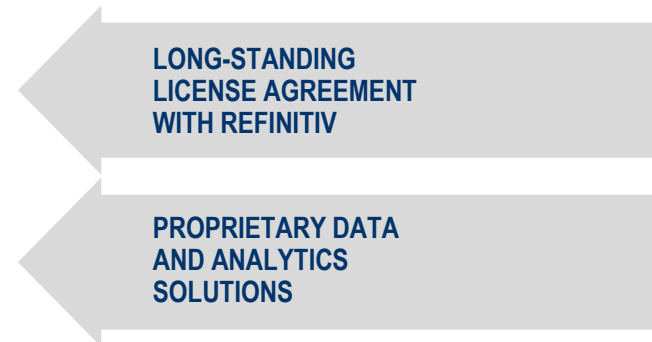 LONG-STANDING
LICENSE AGREEMENT
WITH REFINITIV
PROPRIETARY DATA
AND ANALYTICS
SOLUTIONS